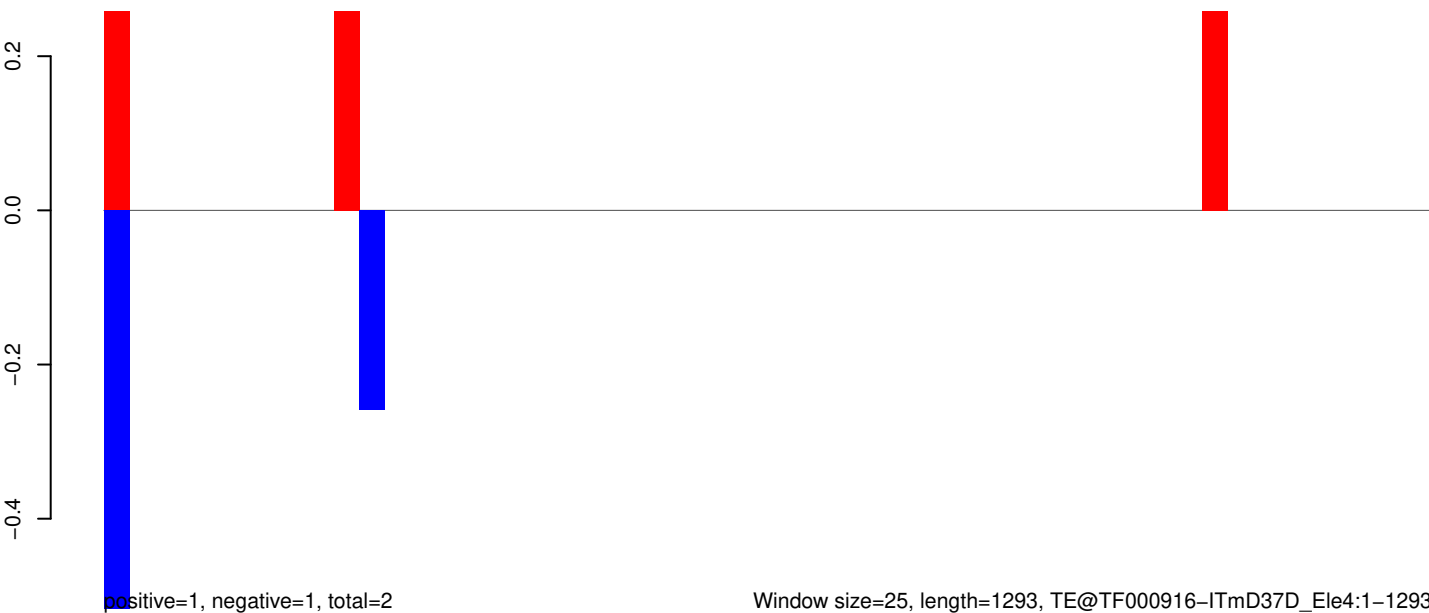 0.2
0.0
−0.2
−0.4
positive=1, negative=1, total=2
Window size=25, length=1293, TE@TF000916−ITmD37D_Ele4:1−1293